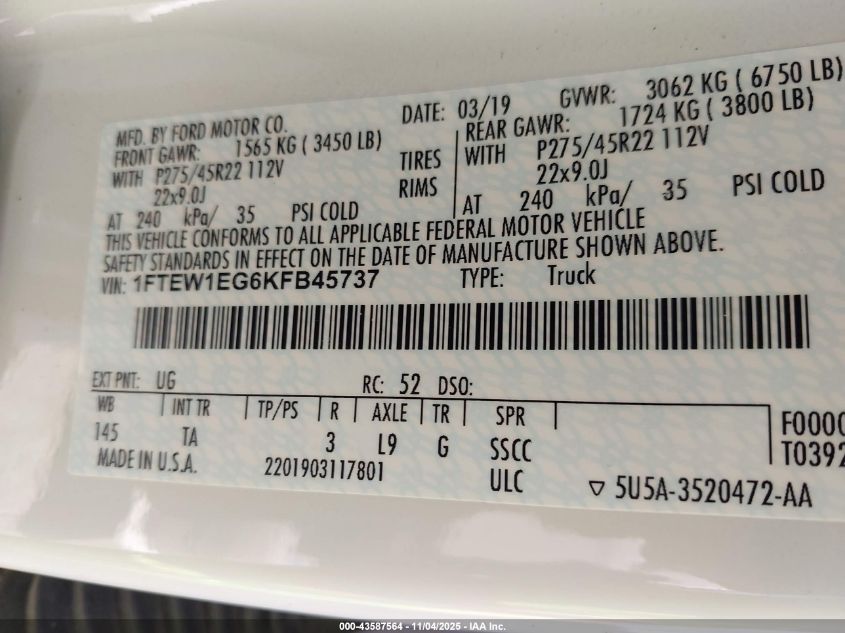 MFD. BY FORD MOTOR CO. DATE: 03/19 GVWR: 3062 KG ( 6750 LB)
FRONT GAWR: 1565 KG ( 3450 LB) REAR GAWR: 1724 KG ( 3800 LB)
WITH P275/45R22 112V TIRES WITH P275/45R22 112V
22x9.0J RIMS 22x9.0J
AT 240 kPa/ 35 PSI COLD AT 240 kPa/ 35 PSI COLD
THIS VEHICLE CONFORMS TO ALL APPLICABLE FEDERAL MOTOR VEHICLE
SAFETY STANDARDS IN EFFECT ON THE DATE OF MANUFACTURE SHOWN ABOVE.
VIN: 1FTEW1EG6KFB45737 TYPE: Truck
EXT PNT: UG RC: 52 DSO:
WB INT TR TP/PS R AXLE TR SPR
145 TA 3 L9 G SSCC
F0000
T0392
MADE IN U.S.A. 2201903117801 ULC ▽ 5U5A-3520472-AA
000-43587564 - 11/04/2025 - IAA Inc.